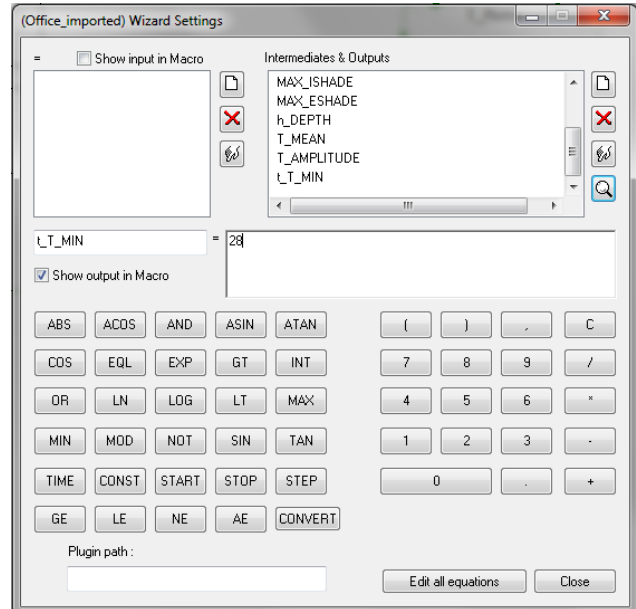 (Office_imported) Wizard Settings
= Show input in Macro
Intermediates & Outputs
MAX_ISHADE
MAX_ESHADE
h_DEPTH
T_MEAN
T_AMPLITUDE
t_T_MIN
t_T_MIN = 28
Show output in Macro
ABS ACOS AND ASIN ATAN ( ) , C
COS EQL EXP GT INT 7 8 9 /
OR LN LOG LT MAX 4 5 6 *
MIN MOD NOT SIN TAN 1 2 3 -
TIME CONST START STOP STEP 0 . +
GE LE NE AE CONVERT
Plugin path :
Edit all equations Close